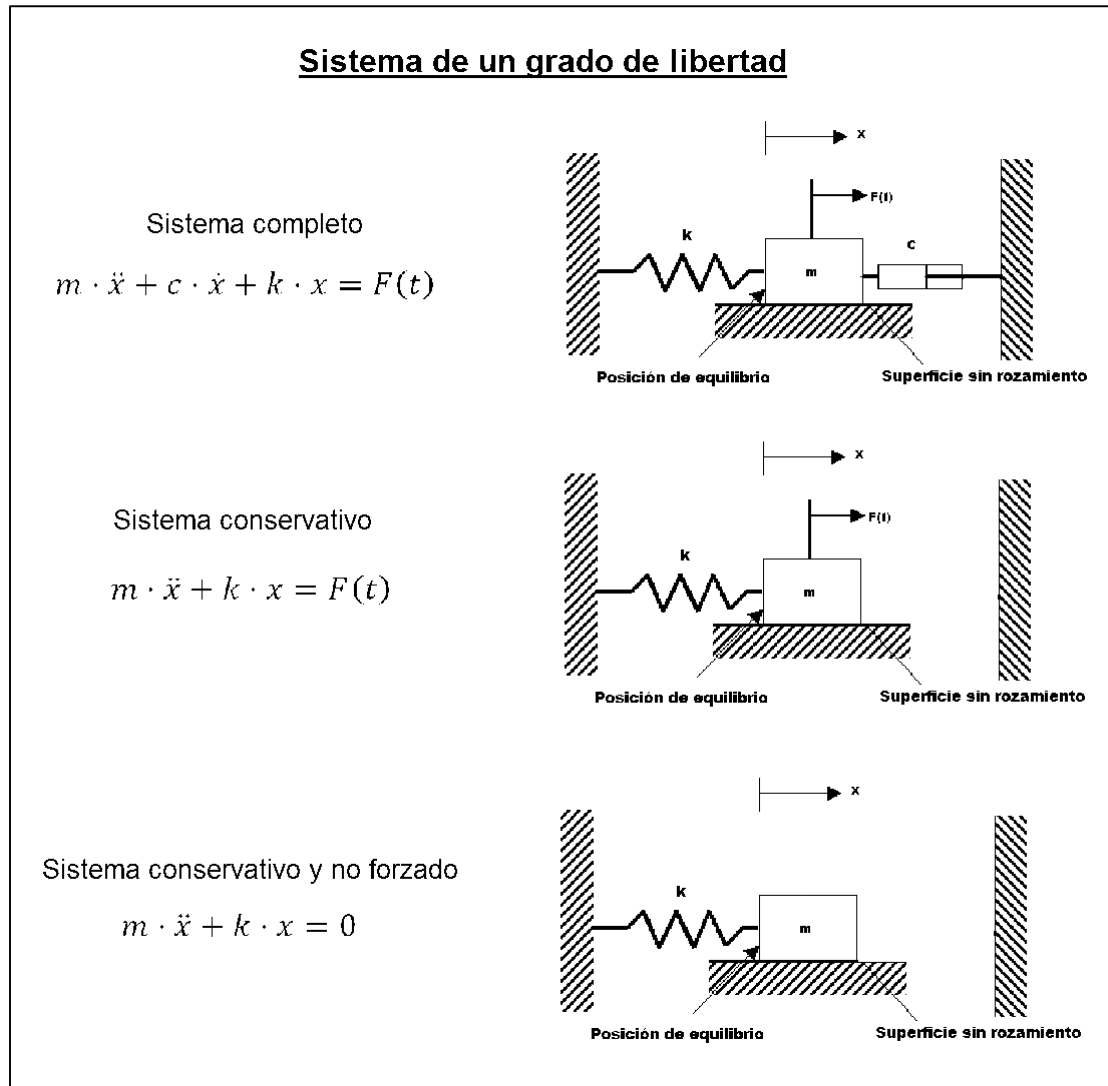 Sistema de un grado de libertad
x
Sistema completo
m · ẍ + c · ẋ + k · x = F(t)
F(t)
k
c
m
Posición de equilibrio
Superficie sin rozamiento
x
Sistema conservativo
m · ẍ + k · x = F(t)
F(t)
k
m
Posición de equilibrio
Superficie sin rozamiento
x
Sistema conservativo y no forzado
m · ẍ + k · x = 0
k
m
Posición de equilibrio
Superficie sin rozamiento